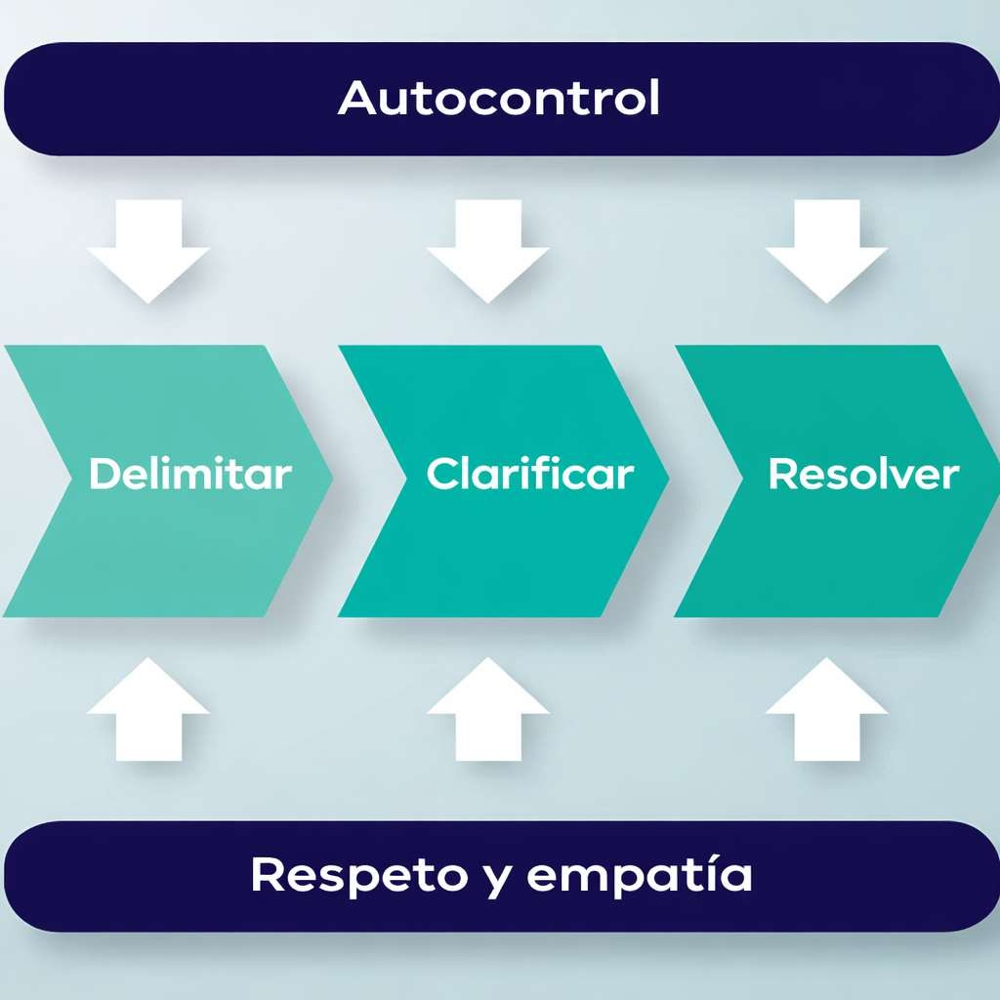 Autocontrol
Delimitar
Clarificar
Resolver
Respeto y empatía